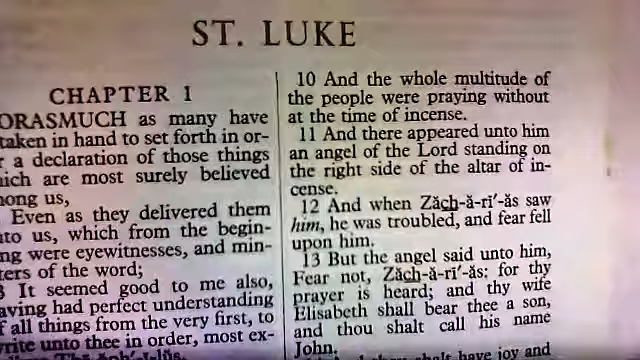 ST. LUKE
CHAPTER 1
ORASMUCH as many have
taken in hand to set forth in or-
r a declaration of those things
ich are most surely believed
ong us,
Even as they delivered them
to us, which from the begin-
ng were eyewitnesses, and min-
ters of the word;
3 It seemed good to me also,
aving had perfect understanding
f all things from the very first, to
rite unto thee in order, most ex-
10 And the whole multitude of
the people were praying without
at the time of incense.
11 And there appeared unto him
an angel of the Lord standing on
the right side of the altar of in-
cense.
12 And when Zăch-ă-rī′-ăs saw
him, he was troubled, and fear fell
upon him.
13 But the angel said unto him,
Fear not, Zăch-ă-rī′-ăs: for thy
prayer is heard; and thy wife
Elisabeth shall bear thee a son,
and thou shalt call his name
John.
shalt have joy and